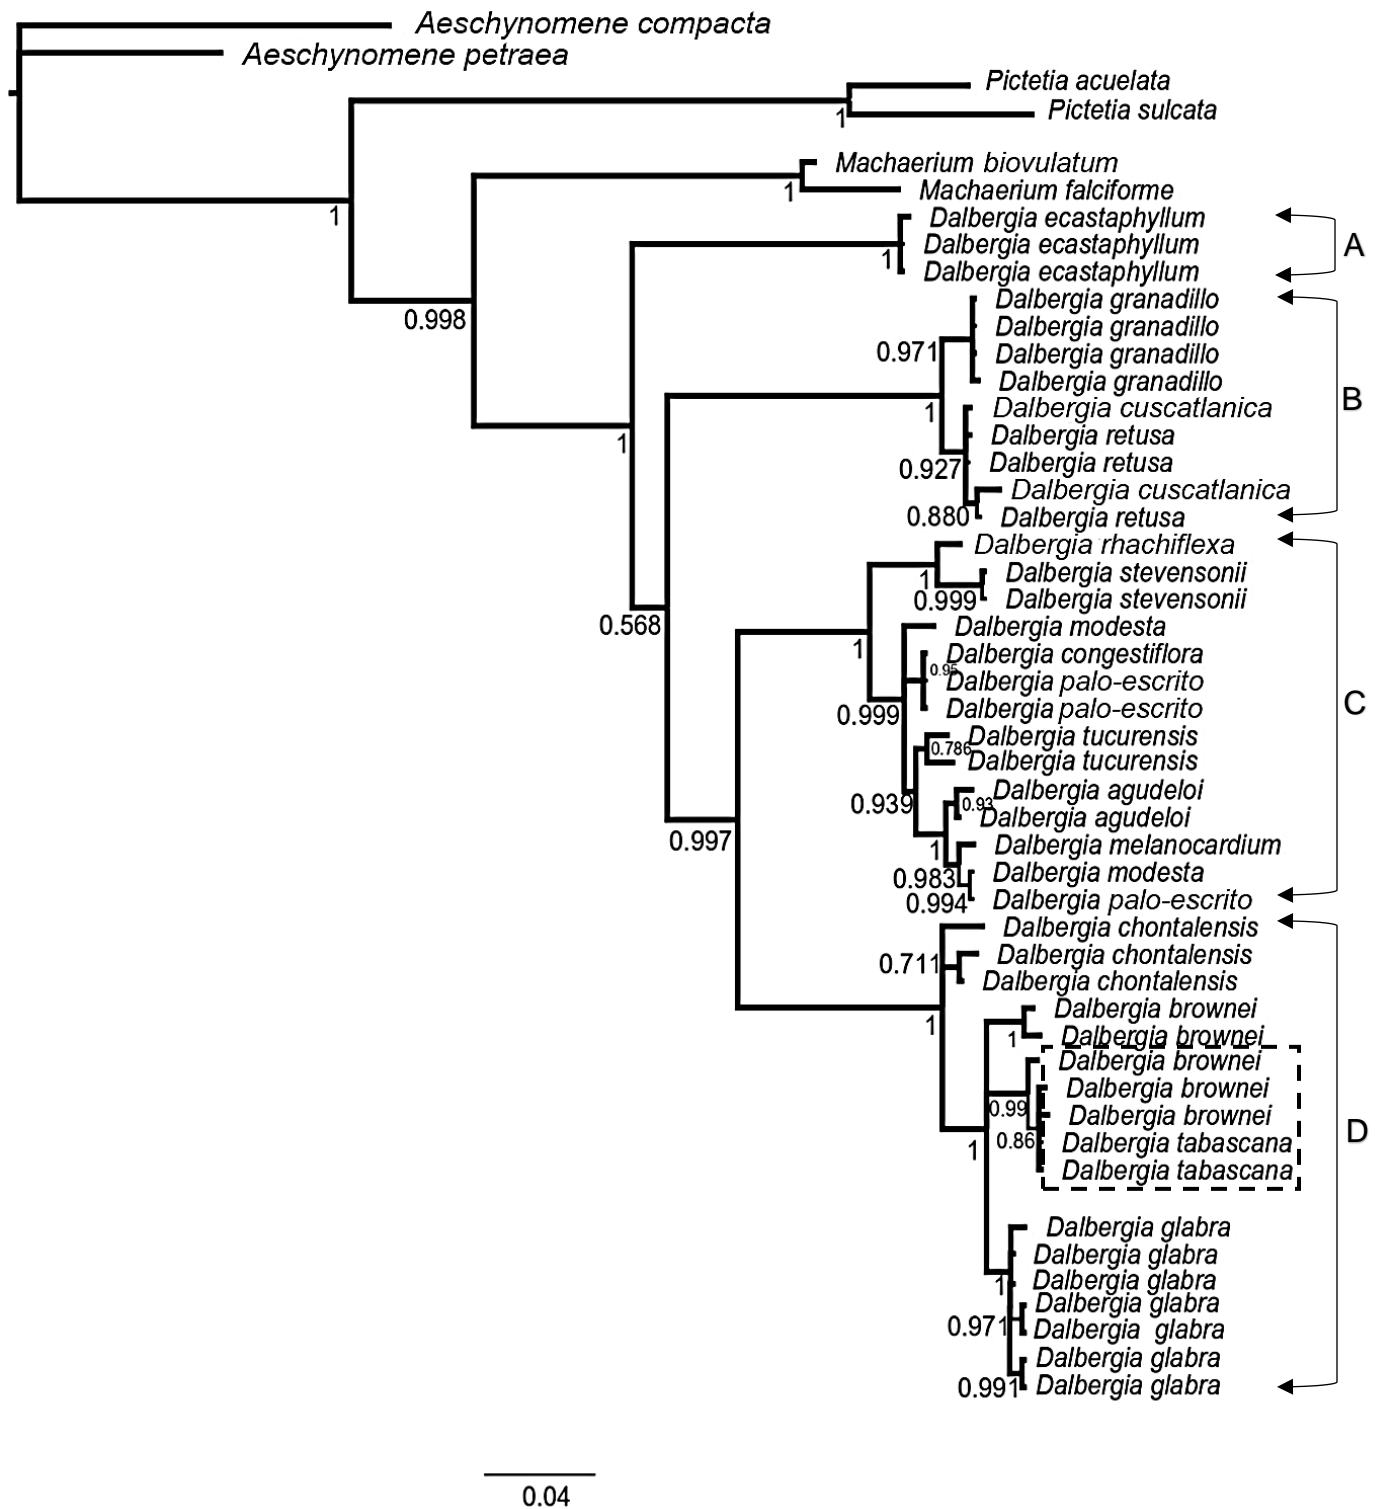 Aeschynomene compacta
Aeschynomene petraea
Pictetia acuelata
Pictetia sulcata
1
Machaerium biovulatum
Machaerium falciforme
1
1
Dalbergia ecastaphyllum
Dalbergia ecastaphyllum
A
1
Dalbergia ecastaphyllum
Dalbergia granadillo
0.998
Dalbergia granadillo
0.971
Dalbergia granadillo
Dalbergia granadillo
B
1
Dalbergia cuscatlanica
Dalbergia retusa
1
Dalbergia retusa
0.927
Dalbergia cuscatlanica
0.880
Dalbergia retusa
Dalbergia rhachiflexa
Dalbergia stevensonii
1
0.999
Dalbergia stevensonii
0.568
Dalbergia modesta
1
Dalbergia congestiflora
0.95
Dalbergia palo-escrito
C
Dalbergia palo-escrito
0.999
Dalbergia tucurensis
0.786
Dalbergia tucurensis
Dalbergia agudeloi
0.939
0.93
Dalbergia agudeloi
0.997
Dalbergia melanocardium
1
Dalbergia modesta
0.983
0.994
Dalbergia palo-escrito
Dalbergia chontalensis
0.711
Dalbergia chontalensis
Dalbergia chontalensis
Dalbergia brownei
1
1
Dalbergia brownei
Dalbergia brownei
Dalbergia brownei
0.99
Dalbergia brownei
D
0.86
Dalbergia tabascana
1
Dalbergia tabascana
Dalbergia glabra
Dalbergia glabra
1
Dalbergia glabra
Dalbergia glabra
0.971
Dalbergia glabra
Dalbergia glabra
0.991
Dalbergia glabra
0.04